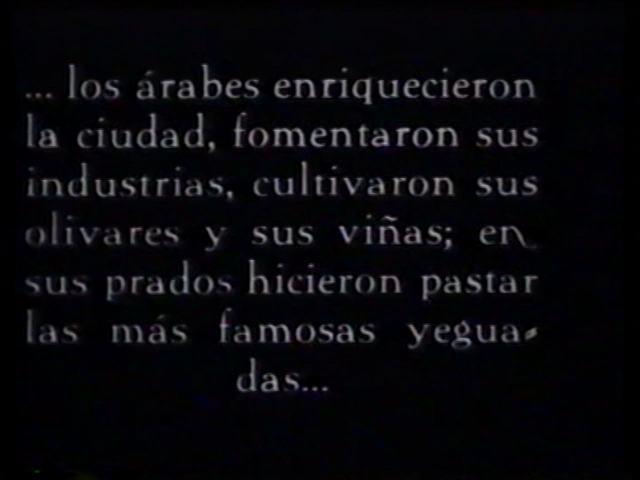 ... los árabes enriquecieron
la ciudad, fomentaron sus
industrias, cultivaron sus
olivares y sus viñas; en
sus prados hicieron pastar
las más famosas yegua-
das...